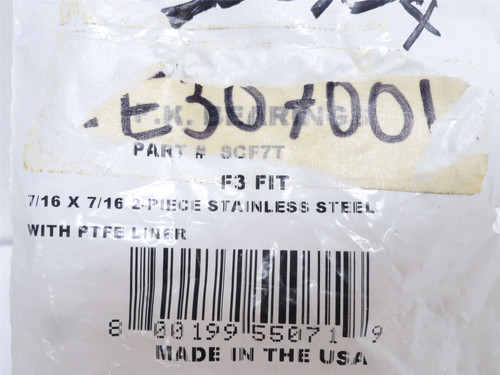 E307001
F.K. BEARINGS
PART # SCF7T
F3 FIT
7/16 X 7/16 2-PIECE STAINLESS STEEL
WITH PTFE LINER
8 00199 55071 9
MADE IN THE USA